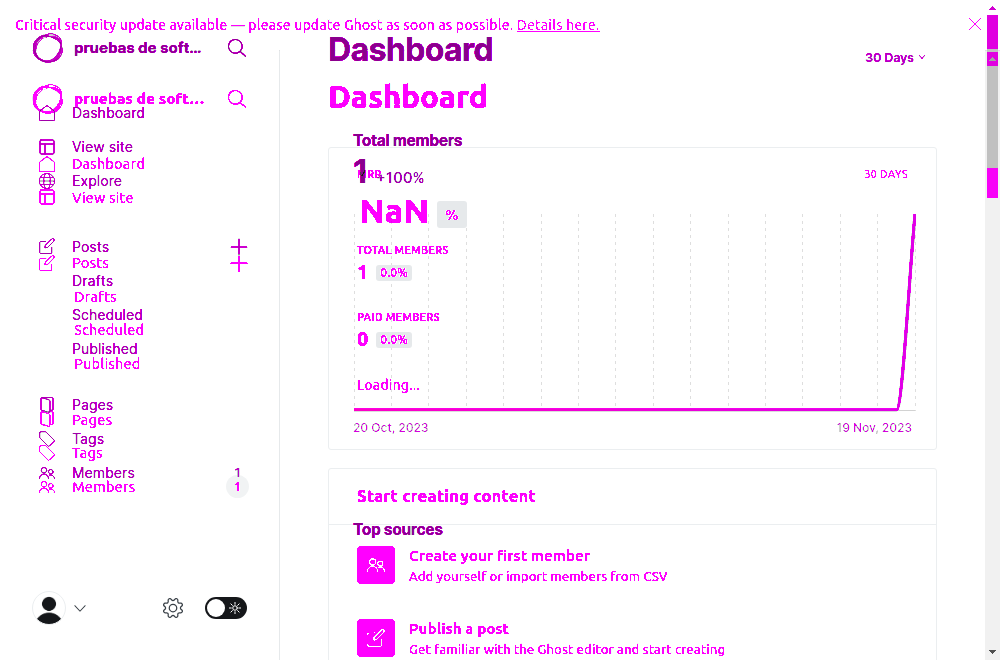 Critical security update available — please update Ghost as soon as possible. Details here.
pruebas de soft...
pruebas de soft...
Dashboard
View site
Dashboard
Explore
View site
Posts
Posts
Drafts
Drafts
Scheduled
Scheduled
Published
Published
Pages
Pages
Tags
Tags
Members 1
Members 1
Dashboard
30 Days
Dashboard
Total members
1 +100%
MRR
30 DAYS
NaN %
TOTAL MEMBERS
1 0.0%
PAID MEMBERS
0 0.0%
Loading...
20 Oct, 2023
19 Nov, 2023
Start creating content
Top sources
Create your first member
Add yourself or import members from CSV
Publish a post
Get familiar with the Ghost editor and start creating